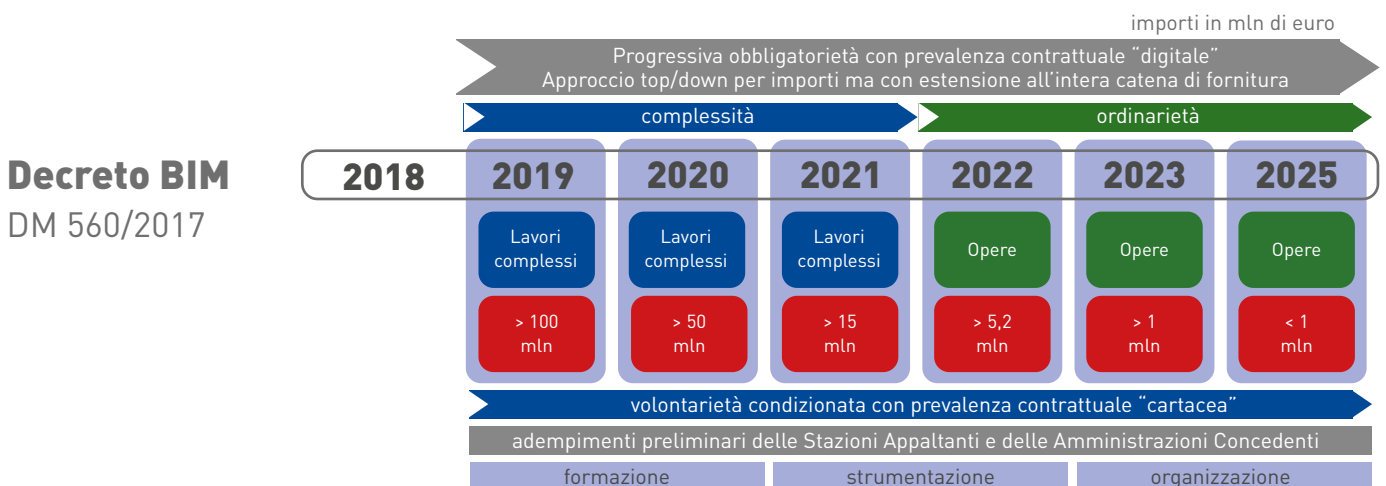 importi in mln di euro
Progressiva obbligatorietà con prevalenza contrattuale “digitale”
Approccio top/down per importi ma con estensione all’intera catena di fornitura
complessità
ordinarietà
Decreto BIM
DM 560/2017
2018
2019
2020
2021
2022
2023
2025
Lavori
complessi
Lavori
complessi
Lavori
complessi
Opere
Opere
Opere
> 100
mln
> 50
mln
> 15
mln
> 5,2
mln
> 1
mln
< 1
mln
volontarietà condizionata con prevalenza contrattuale “cartacea”
adempimenti preliminari delle Stazioni Appaltanti e delle Amministrazioni Concedenti
formazione
strumentazione
organizzazione